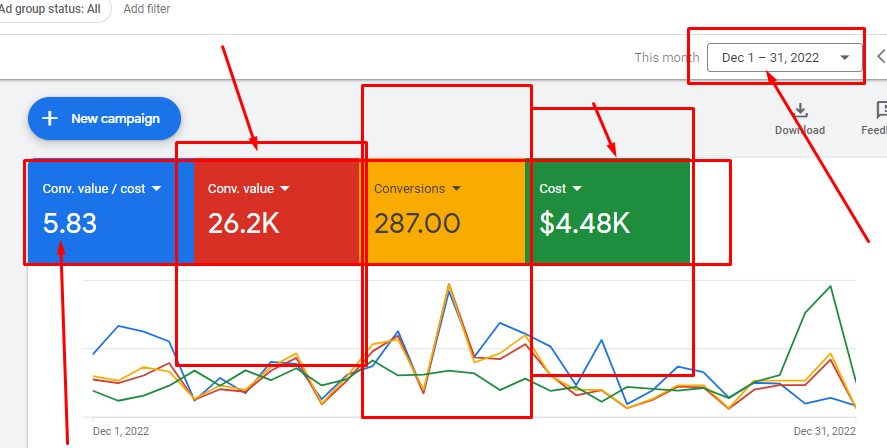 Ad group status: All Add filter
This month Dec 1 – 31, 2022
New campaign
Download
Conv. value / cost Conv. value Conversions Cost
5.83 26.2K 287.00 $4.48K
Dec 1, 2022 Dec 31, 2022